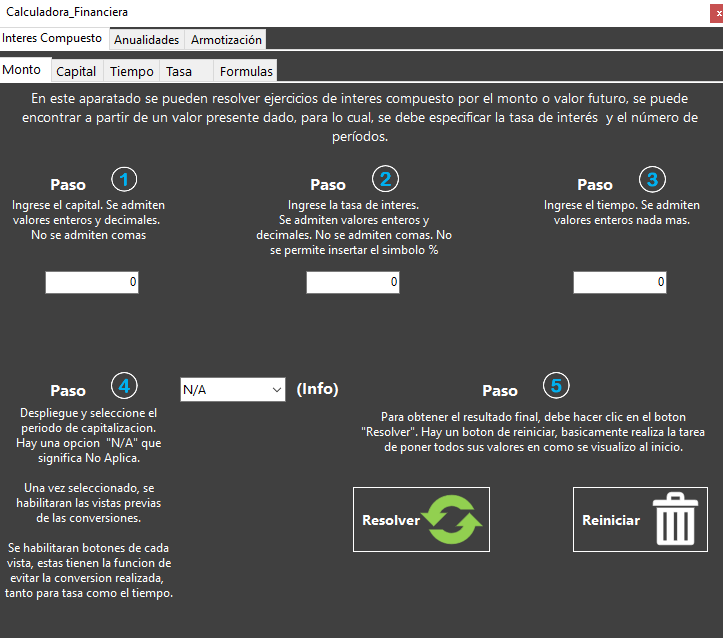 Calculadora_Financiera
x
Interes Compuesto Anualidades Armotización
Monto Capital Tiempo Tasa Formulas
En este aparatado se pueden resolver ejercicios de interes compuesto por el monto o valor futuro, se puede
encontrar a partir de un valor presente dado, para lo cual, se debe especificar la tasa de interés y el número de
períodos.
Paso 1
Ingrese el capital. Se admiten
valores enteros y decimales.
No se admiten comas
0
Paso 2
Ingrese la tasa de interes.
Se admiten valores enteros y
decimales. No se admiten comas. No
se permite insertar el simbolo %
0
Paso 3
Ingrese el tiempo. Se admiten
valores enteros nada mas.
0
Paso 4
N/A (Info)
Despliegue y seleccione el
periodo de capitalizacion.
Hay una opcion "N/A" que
significa No Aplica.
Una vez seleccionado, se
habilitaran las vistas previas
de las conversiones.
Se habilitaran botones de cada
vista, estas tienen la funcion de
evitar la conversion realizada,
tanto para tasa como el tiempo.
Paso 5
Para obtener el resultado final, debe hacer clic en el boton
"Resolver". Hay un boton de reiniciar, basicamente realiza la tarea
de poner todos sus valores en como se visualizo al inicio.
Resolver
Reiniciar